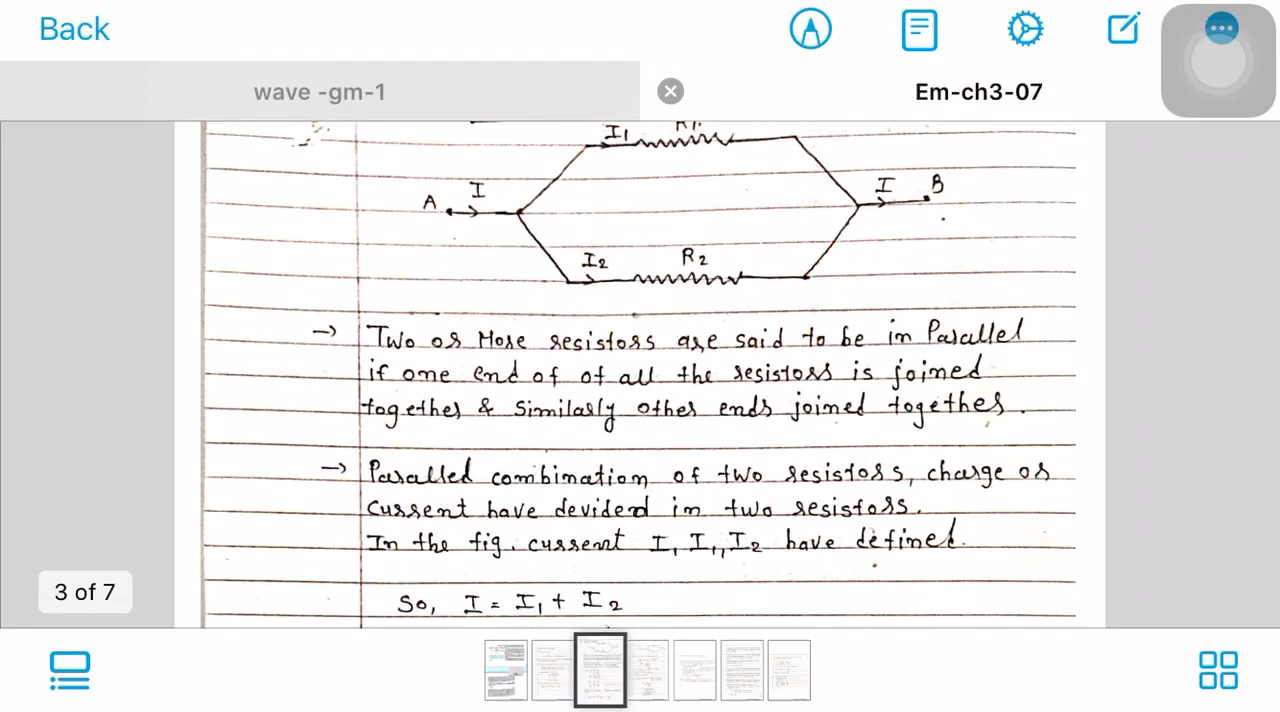 Back
wave -gm-1
Em-ch3-07
I1
R1
A
I
I
B
I2
R2
→ Two or More resistors are said to be in Parallel
if one end of of all the resistors is joined
together & Similarly other ends joined together.
→ Paralled combination of two resistors, charge or
current have devided in two resistors.
In the fig. current I, I1, I2 have defined.
So, I = I1 + I2
3 of 7